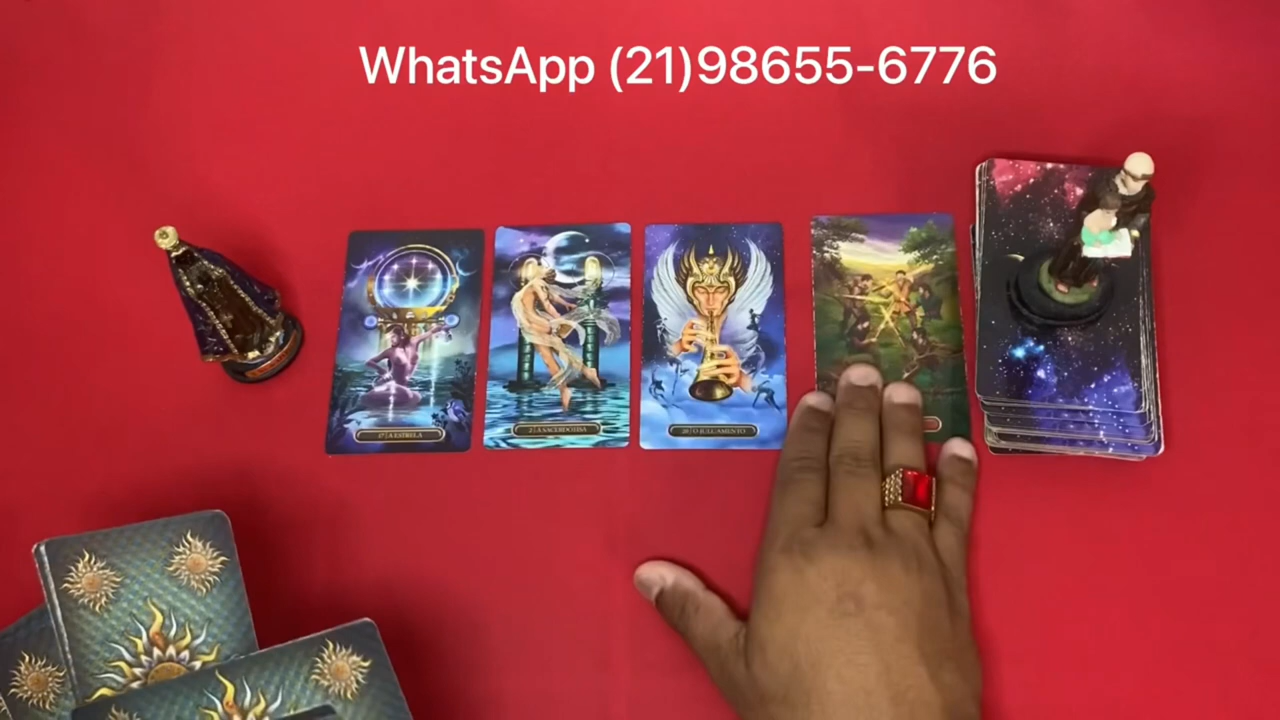 WhatsApp (21)98655-6776
17 | A ESTRELA
2 | A SACERDOTISA
20 | O JULGAMENTO